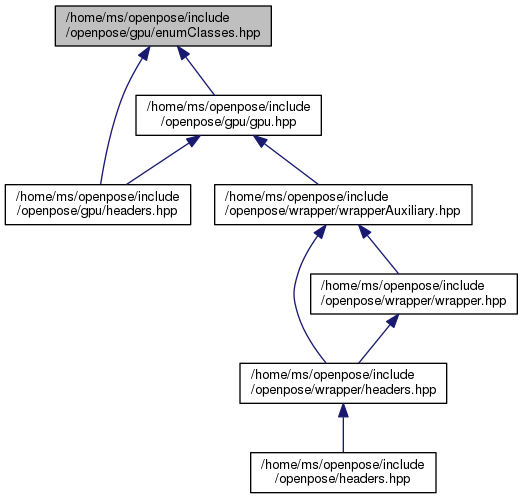 /home/ms/openpose/include
/openpose/gpu/enumClasses.hpp
/home/ms/openpose/include
/openpose/gpu/gpu.hpp
/home/ms/openpose/include
/openpose/gpu/headers.hpp
/home/ms/openpose/include
/openpose/wrapper/wrapperAuxiliary.hpp
/home/ms/openpose/include
/openpose/wrapper/wrapper.hpp
/home/ms/openpose/include
/openpose/wrapper/headers.hpp
/home/ms/openpose/include
/openpose/headers.hpp